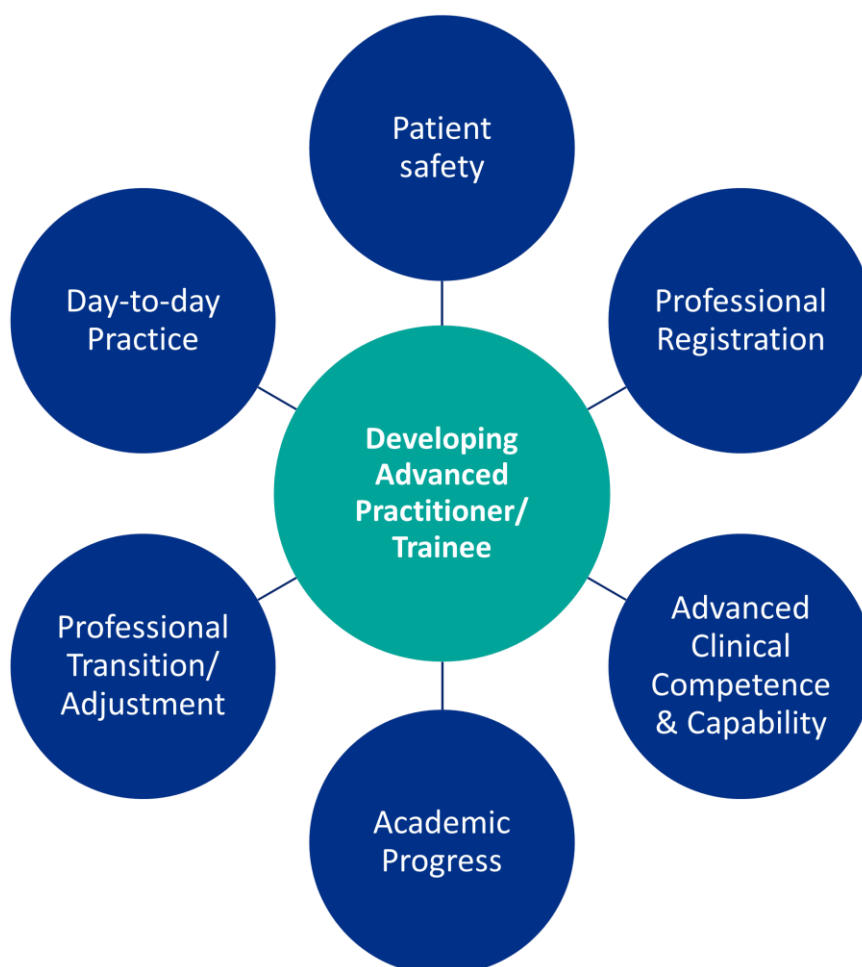 Patient
safety
Professional
Registration
Advanced
Clinical
Competence
& Capability
Academic
Progress
Professional
Transition/
Adjustment
Day-to-day
Practice
Developing
Advanced
Practitioner/
Trainee